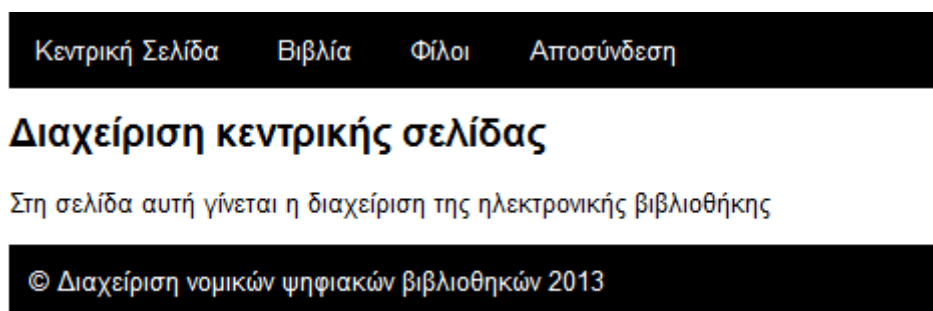 Κεντρική Σελίδα Βιβλία Φίλοι Αποσύνδεση
Διαχείριση κεντρικής σελίδας
Στη σελίδα αυτή γίνεται η διαχείριση της ηλεκτρονικής βιβλιοθήκης
© Διαχείριση νομικών ψηφιακών βιβλιοθηκών 2013